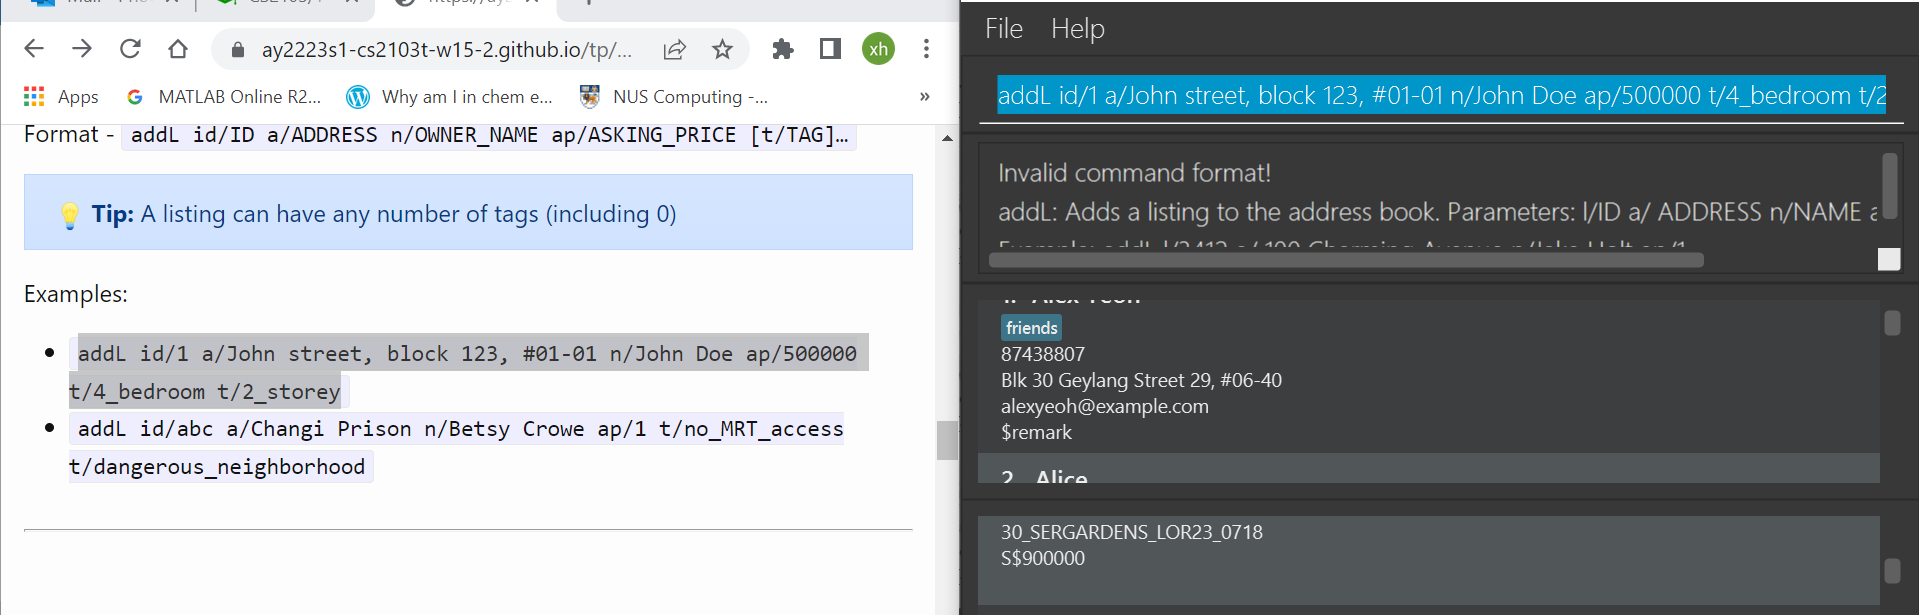 ay2223s1-cs2103t-w15-2.github.io/tp/...
xh
Apps
MATLAB Online R2...
Why am I in chem e...
NUS Computing -...
»
Format - addL id/ID a/ADDRESS n/OWNER_NAME ap/ASKING_PRICE [t/TAG]…
Tip: A listing can have any number of tags (including 0)
Examples:
addL id/1 a/John street, block 123, #01-01 n/John Doe ap/500000
t/4_bedroom t/2_storey
addL id/abc a/Changi Prison n/Betsy Crowe ap/1 t/no_MRT_access
t/dangerous_neighborhood
File Help
addL id/1 a/John street, block 123, #01-01 n/John Doe ap/500000 t/4_bedroom t/2
Invalid command format!
addL: Adds a listing to the address book. Parameters: l/ID a/ ADDRESS n/NAME a
1. Alex Yeoh
friends
87438807
Blk 30 Geylang Street 29, #06-40
alexyeoh@example.com
$remark
2. Alice
30_SERGARDENS_LOR23_0718
S$900000